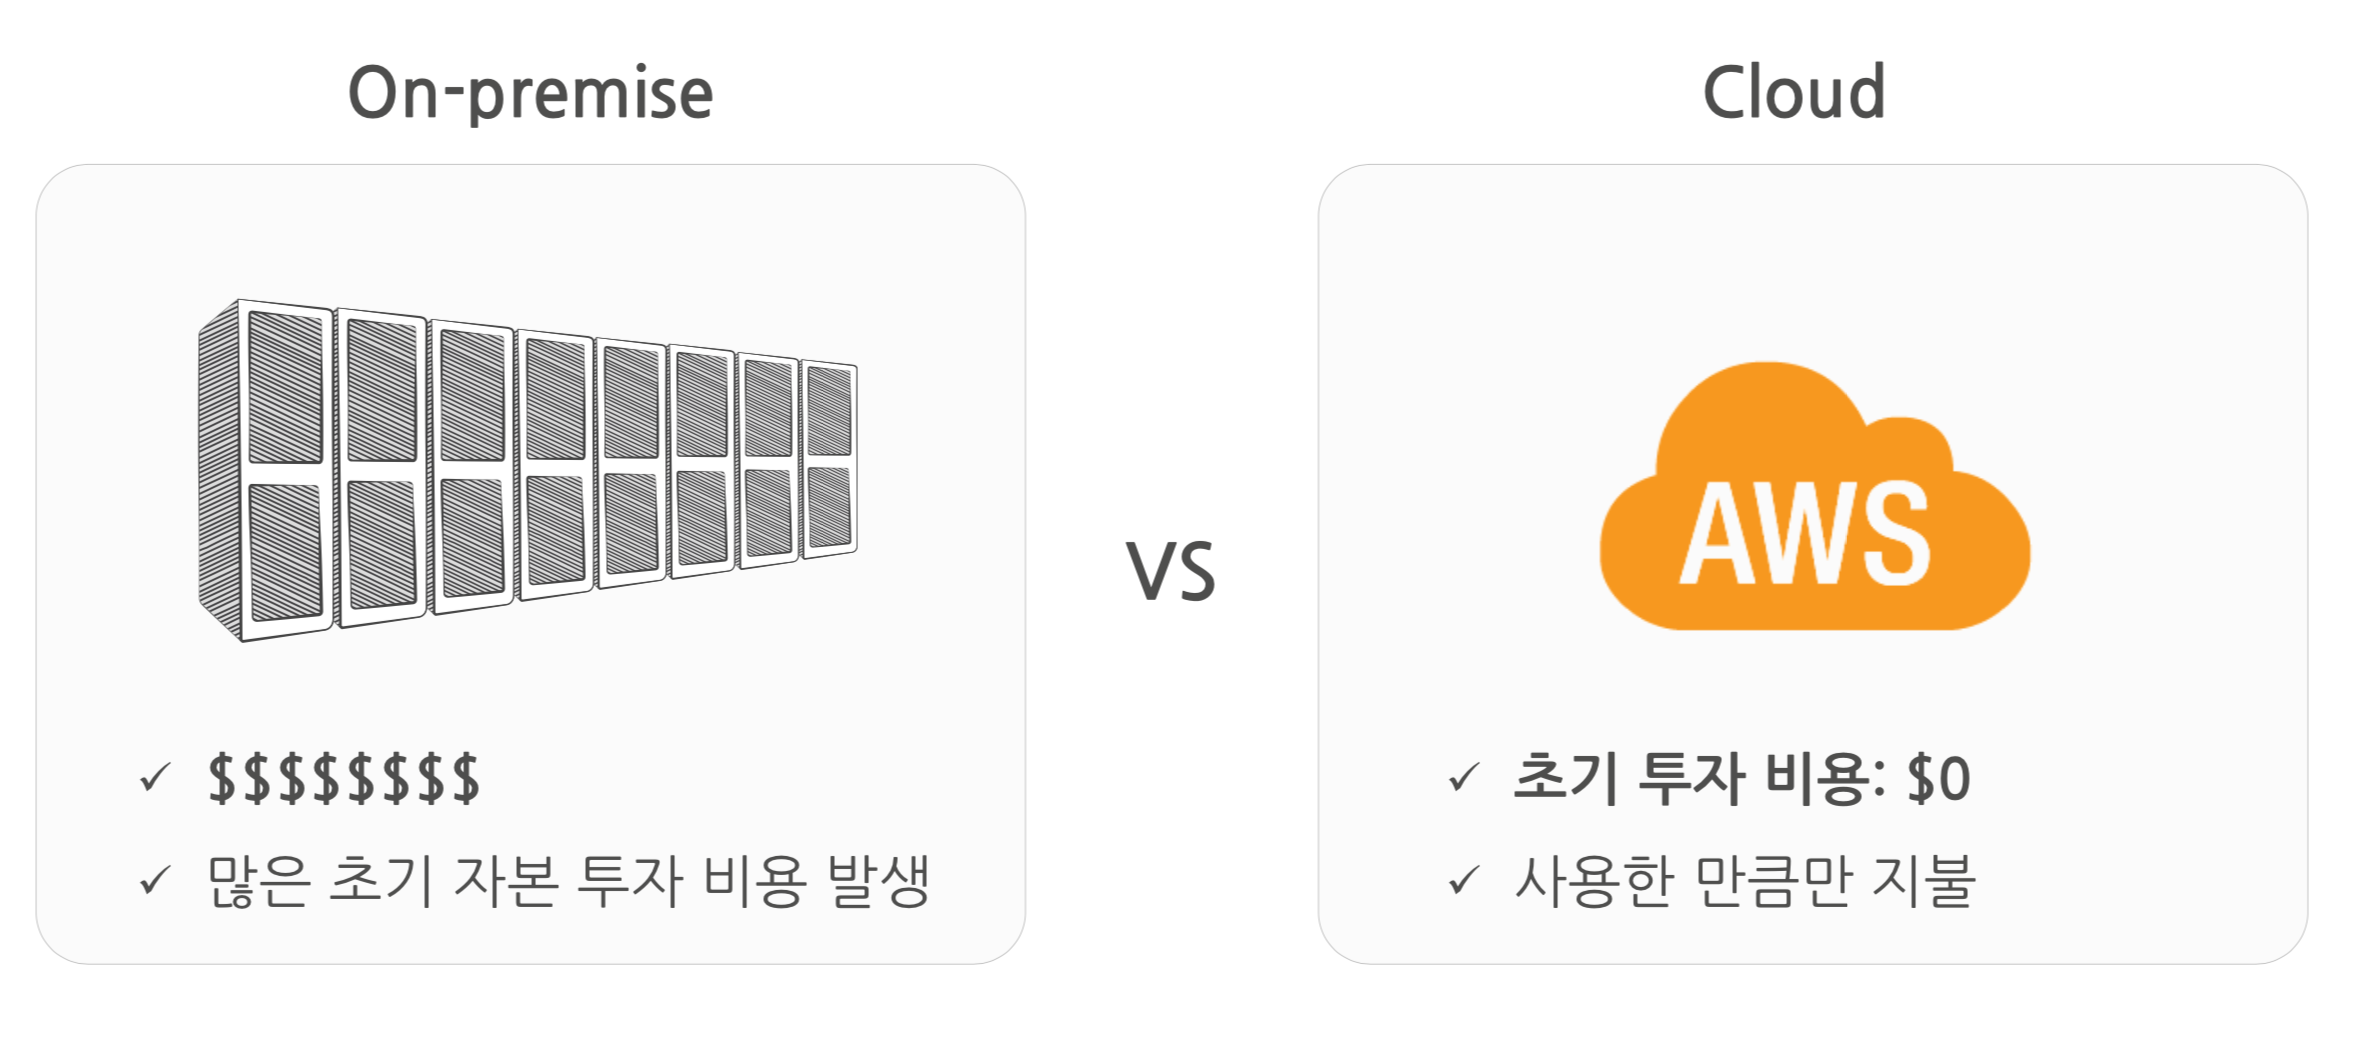 On-premise
$$$$$$$$
많은 초기 자본 투자 비용 발생
VS
Cloud
AWS
초기 투자 비용: $0
사용한 만큼만 지불